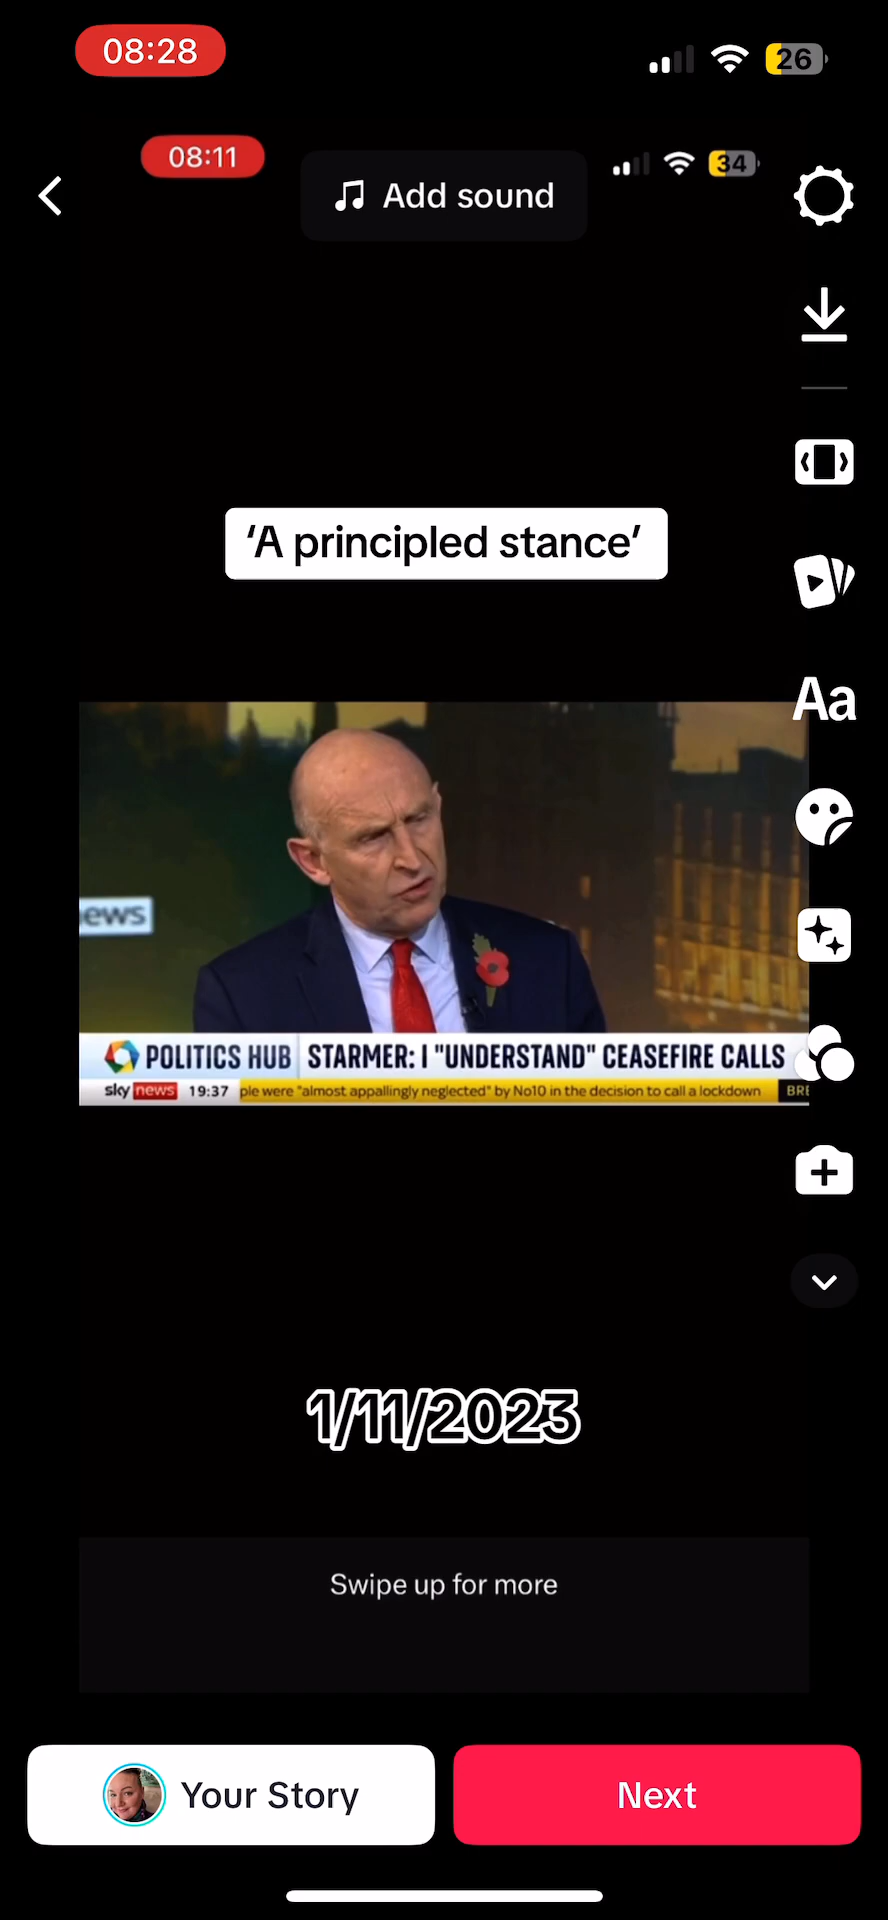 08:28
26
08:11
34
Add sound
‘A principled stance’
Aa
ews
POLITICS HUB STARMER: I "UNDERSTAND" CEASEFIRE CALLS
sky news 19:37 ple were "almost appallingly neglected" by No10 in the decision to call a lockdown BRE
1/11/2023
Swipe up for more
Your Story
Next